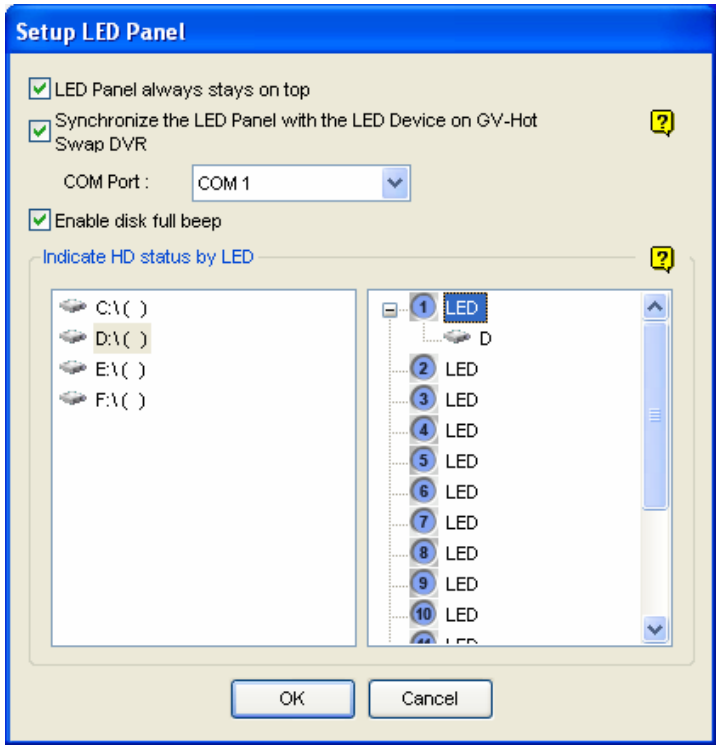 Setup LED Panel
LED Panel always stays on top
Synchronize the LED Panel with the LED Device on GV-Hot
Swap DVR
?
COM Port :
COM 1
Enable disk full beep
Indicate HD status by LED
?
C:\( )
D:\( )
E:\( )
F:\( )
1 LED
D
2 LED
3 LED
4 LED
5 LED
6 LED
7 LED
8 LED
9 LED
10 LED
11 LED
OK
Cancel